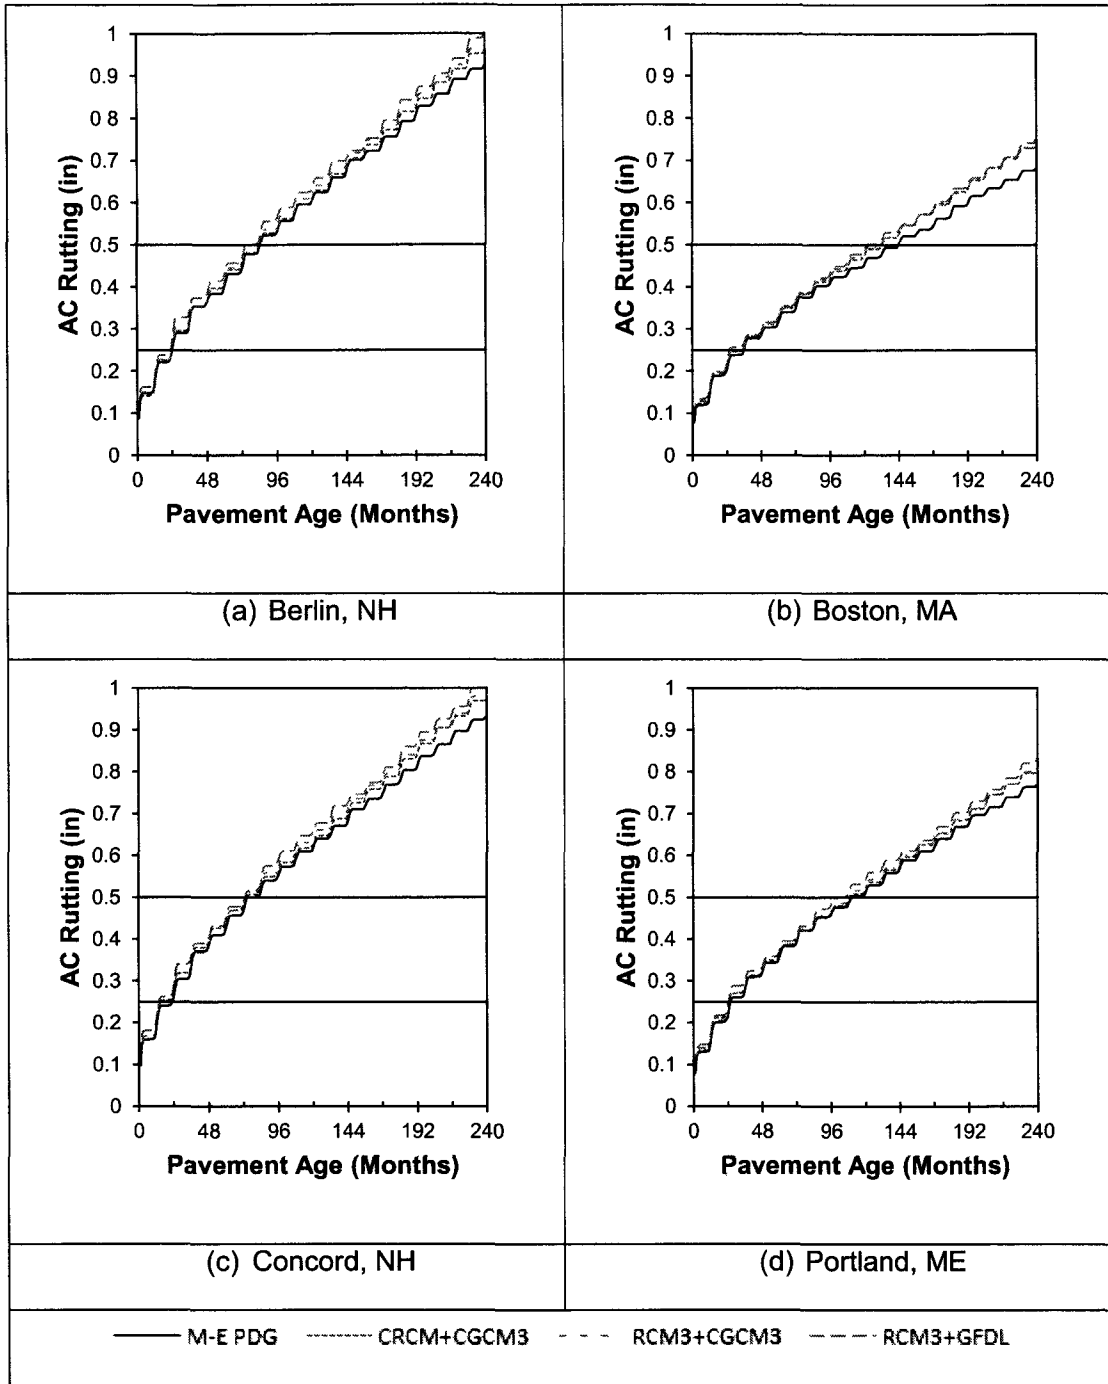 1
0.9
0.8
0.7
0.6
0.5
0.4
0.3
0.2
0.1
0
AC Rutting (in)
0 48 96 144 192 240
Pavement Age (Months)
(a) Berlin, NH
1
0.9
0.8
0.7
0.6
0.5
0.4
0.3
0.2
0.1
0
AC Rutting (in)
0 48 96 144 192 240
Pavement Age (Months)
(b) Boston, MA
1
0.9
0.8
0.7
0.6
0.5
0.4
0.3
0.2
0.1
0
AC Rutting (in)
0 48 96 144 192 240
Pavement Age (Months)
(c) Concord, NH
1
0.9
0.8
0.7
0.6
0.5
0.4
0.3
0.2
0.1
0
AC Rutting (in)
0 48 96 144 192 240
Pavement Age (Months)
(d) Portland, ME
M-E PDG CRCM+CGCM3 RCM3+CGCM3 RCM3+GFDL